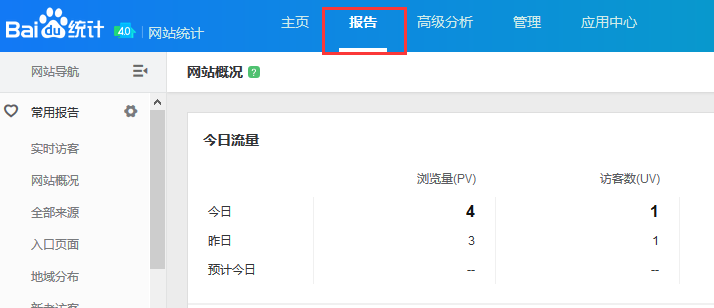 Bai du 统计 4.0 网站统计 主页 报告 高级分析 管理 应用中心
网站导航
网站概况 ?
常用报告
实时访客
网站概况
全部来源
入口页面
地域分布
新老访客
今日流量
浏览量(PV) 访客数(UV)
今日 4 1
昨日 3 1
预计今日 -- --